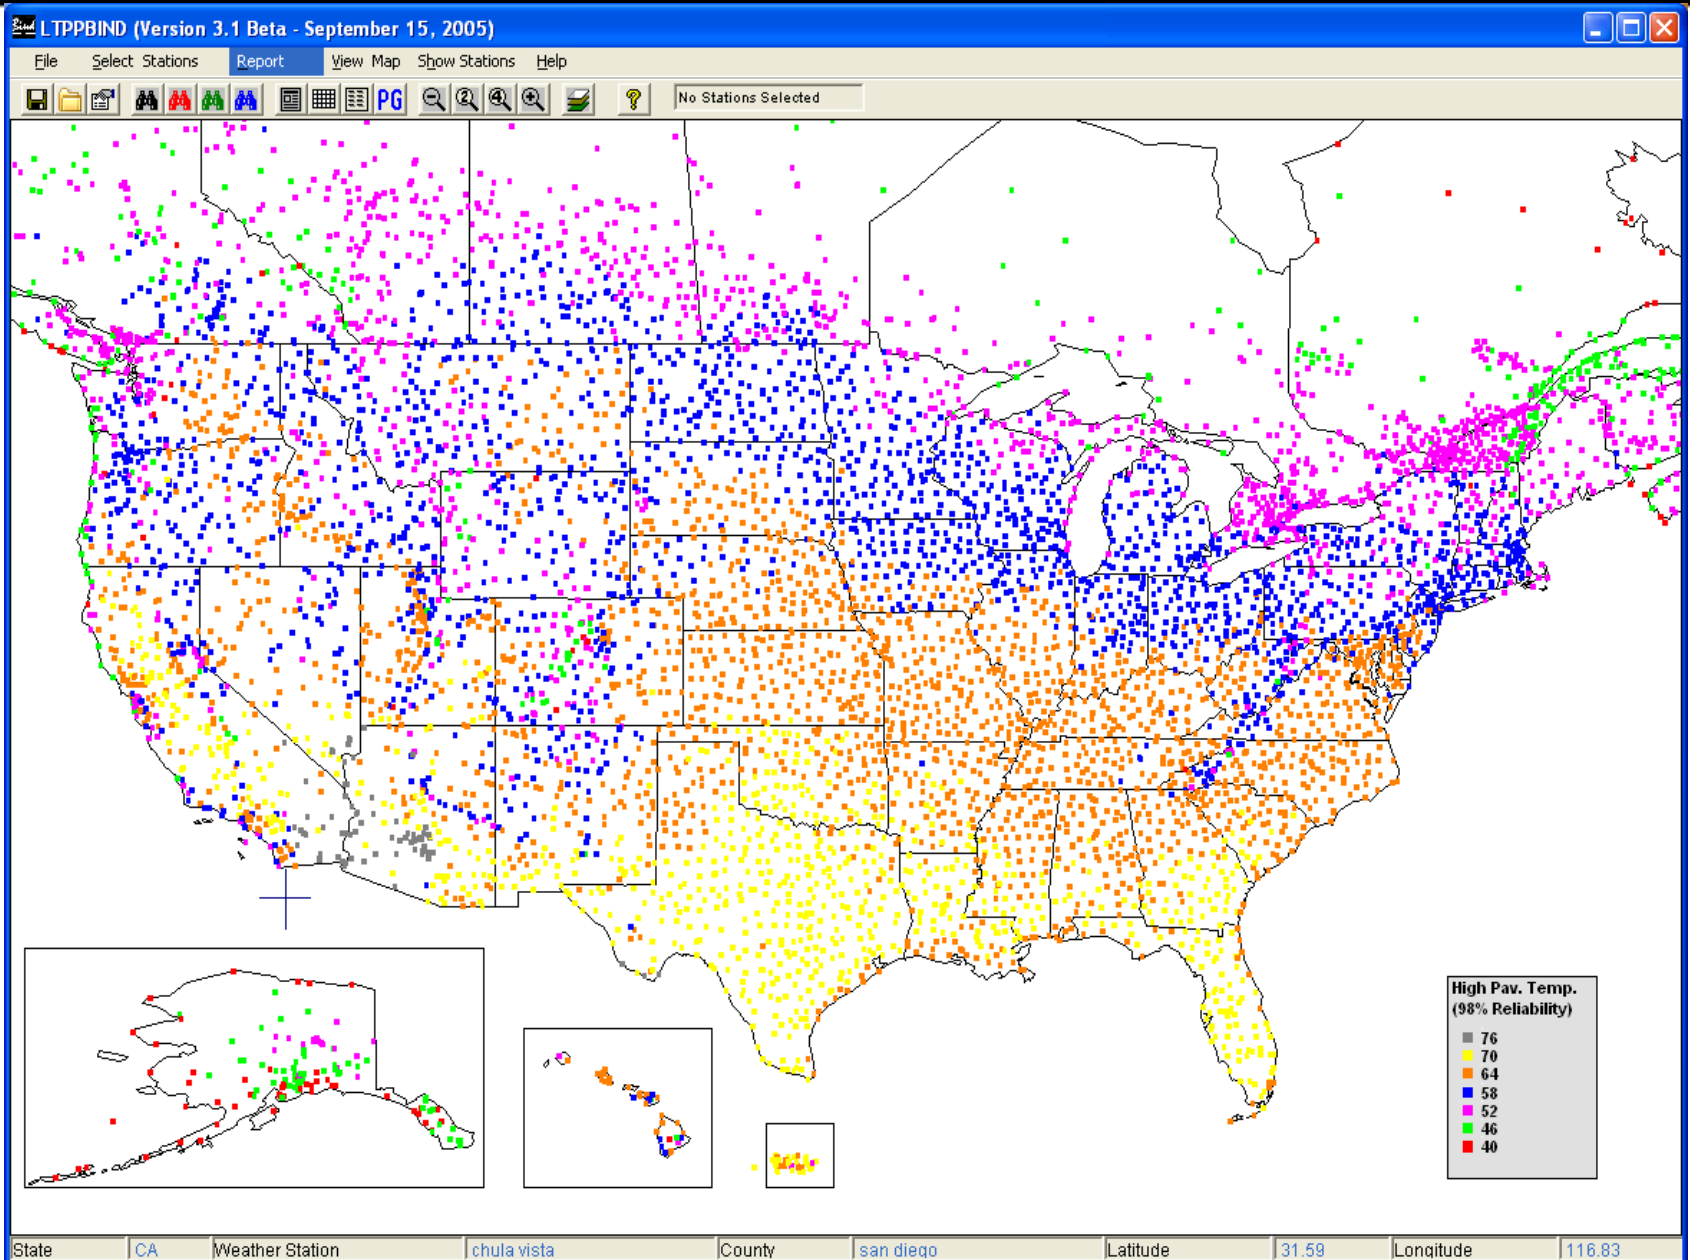 LTPPBIND (Version 3.1 Beta - September 15, 2005)
File Select Stations Report View Map Show Stations Help
2 4 PG ? No Stations Selected
High Pav. Temp.
(98% Reliability)
76
70
64
58
52
46
40
State CA Weather Station chula vista County san diego Latitude 31.59 Longitude 116.83